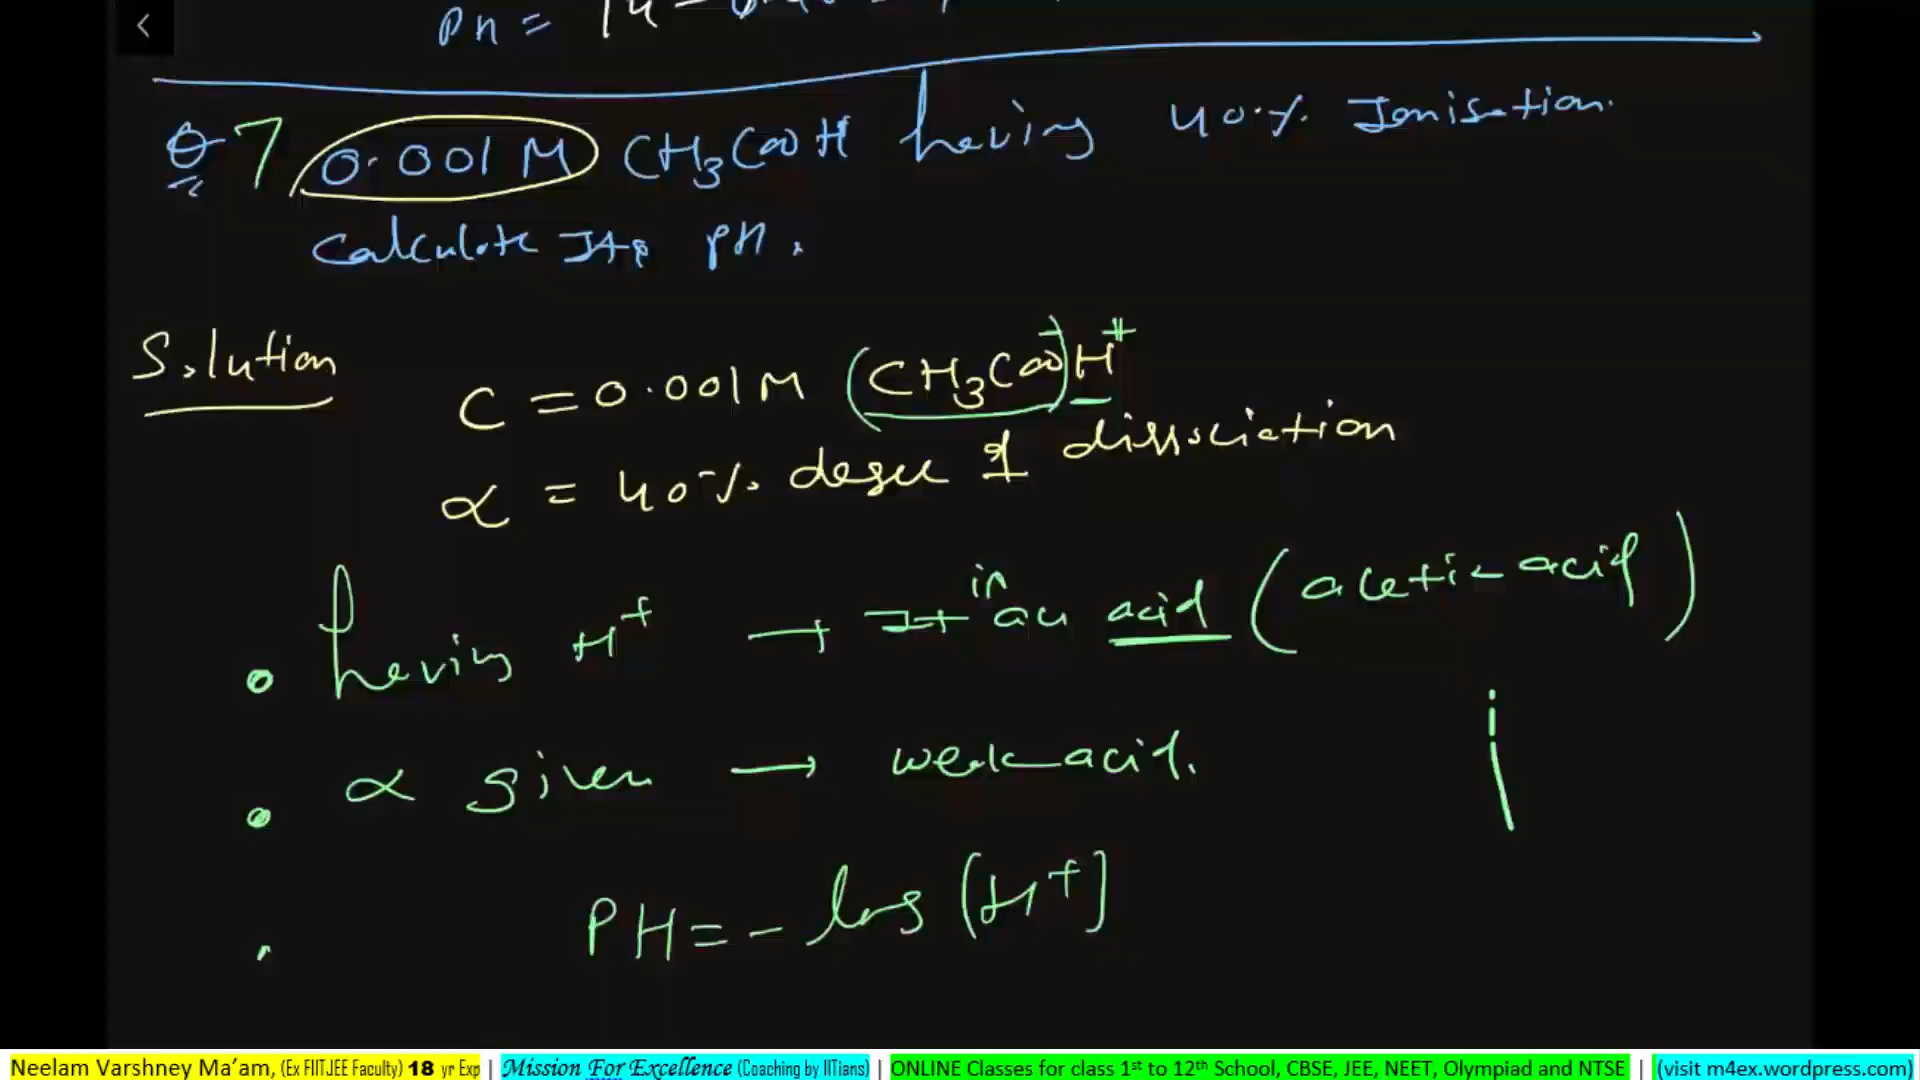 PH = 14 -
Q 7 0.001 M CH₃COOH having 40% Ionisation.
Calculate Its PH.
Solution
C = 0.001 M (CH₃COO)⁻H⁺
α = 40% degree of dissociation
• having H⁺ → It is an acid (acetic acid)
• α given → weak acid.
• PH = - log [H⁺]
Neelam Varshney Ma'am, (Ex FIITJEE Faculty) 18 yr Exp | Mission For Excellence (Coaching by IITians) | ONLINE Classes for class 1st to 12th School, CBSE, JEE, NEET, Olympiad and NTSE | (visit m4ex.wordpress.com)